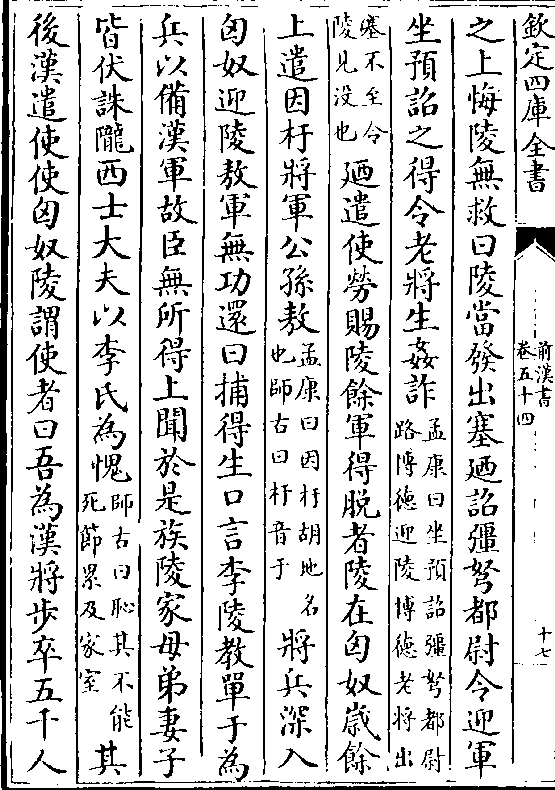 欽定四庫全書
前漢書
卷五十四
十七
之上悔陵無救曰陵當發出塞廼詔彊弩都尉令迎軍
坐預詔之得令老將生姦詐孟康曰坐預詔彊弩都尉路博德迎陵博德老將出
塞不至令陵見没也廼遣使勞賜陵餘軍得脱者陵在匈奴歲餘
上遣因杅將軍公孫敖孟康曰因杅胡地名也師古曰杅音于將兵深入
匈奴迎陵敖軍無功還曰捕得生口言李陵教單于為
兵以備漢軍故臣無所得上聞於是族陵家母弟妻子
皆伏誅隴西士大夫以李氏為愧師古曰恥其不能死節累及家室其
後漢遣使使匈奴陵謂使者曰吾為漢將步卒五千人